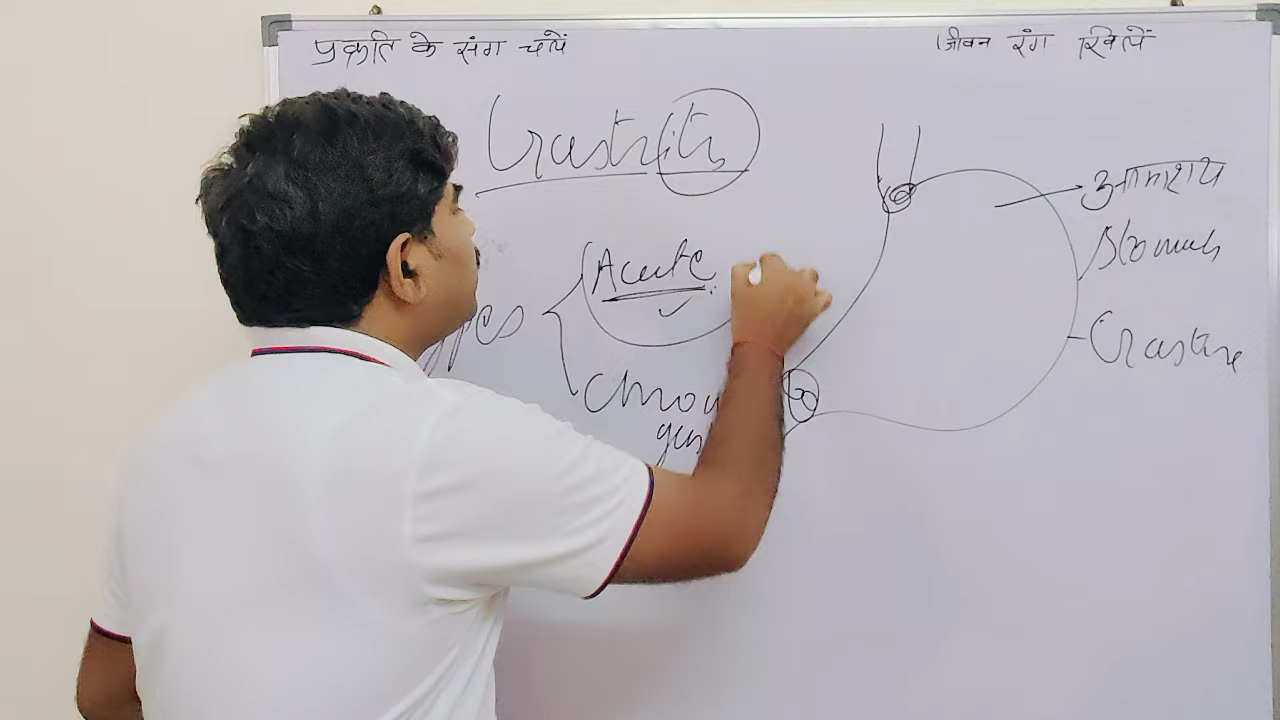 प्रकृति के संग चलें
जीवन रंग खिलें
Gastritis
Acute
आमाशय
Stomach
Gastric